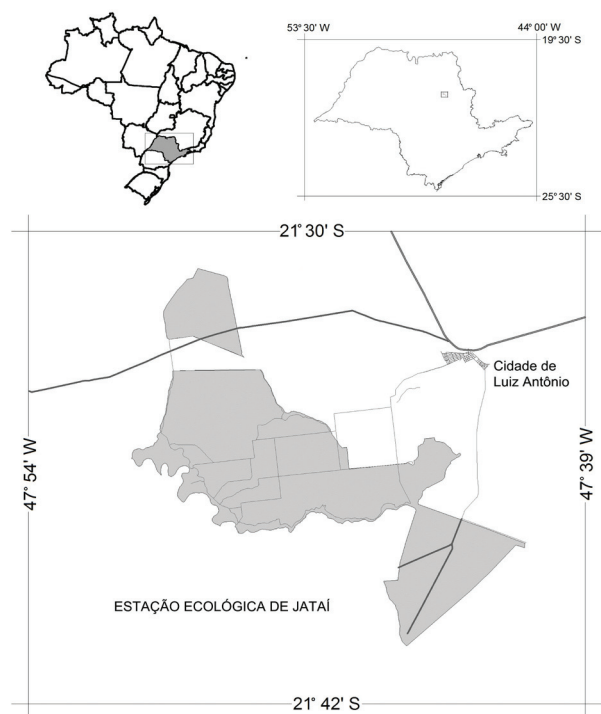 53° 30' W
44° 00' W
19° 30' S
25° 30' S
21° 30' S
Cidade de
Luiz Antônio
47° 54' W
47° 39' W
ESTAÇÃO ECOLÓGICA DE JATAÍ
21° 42' S